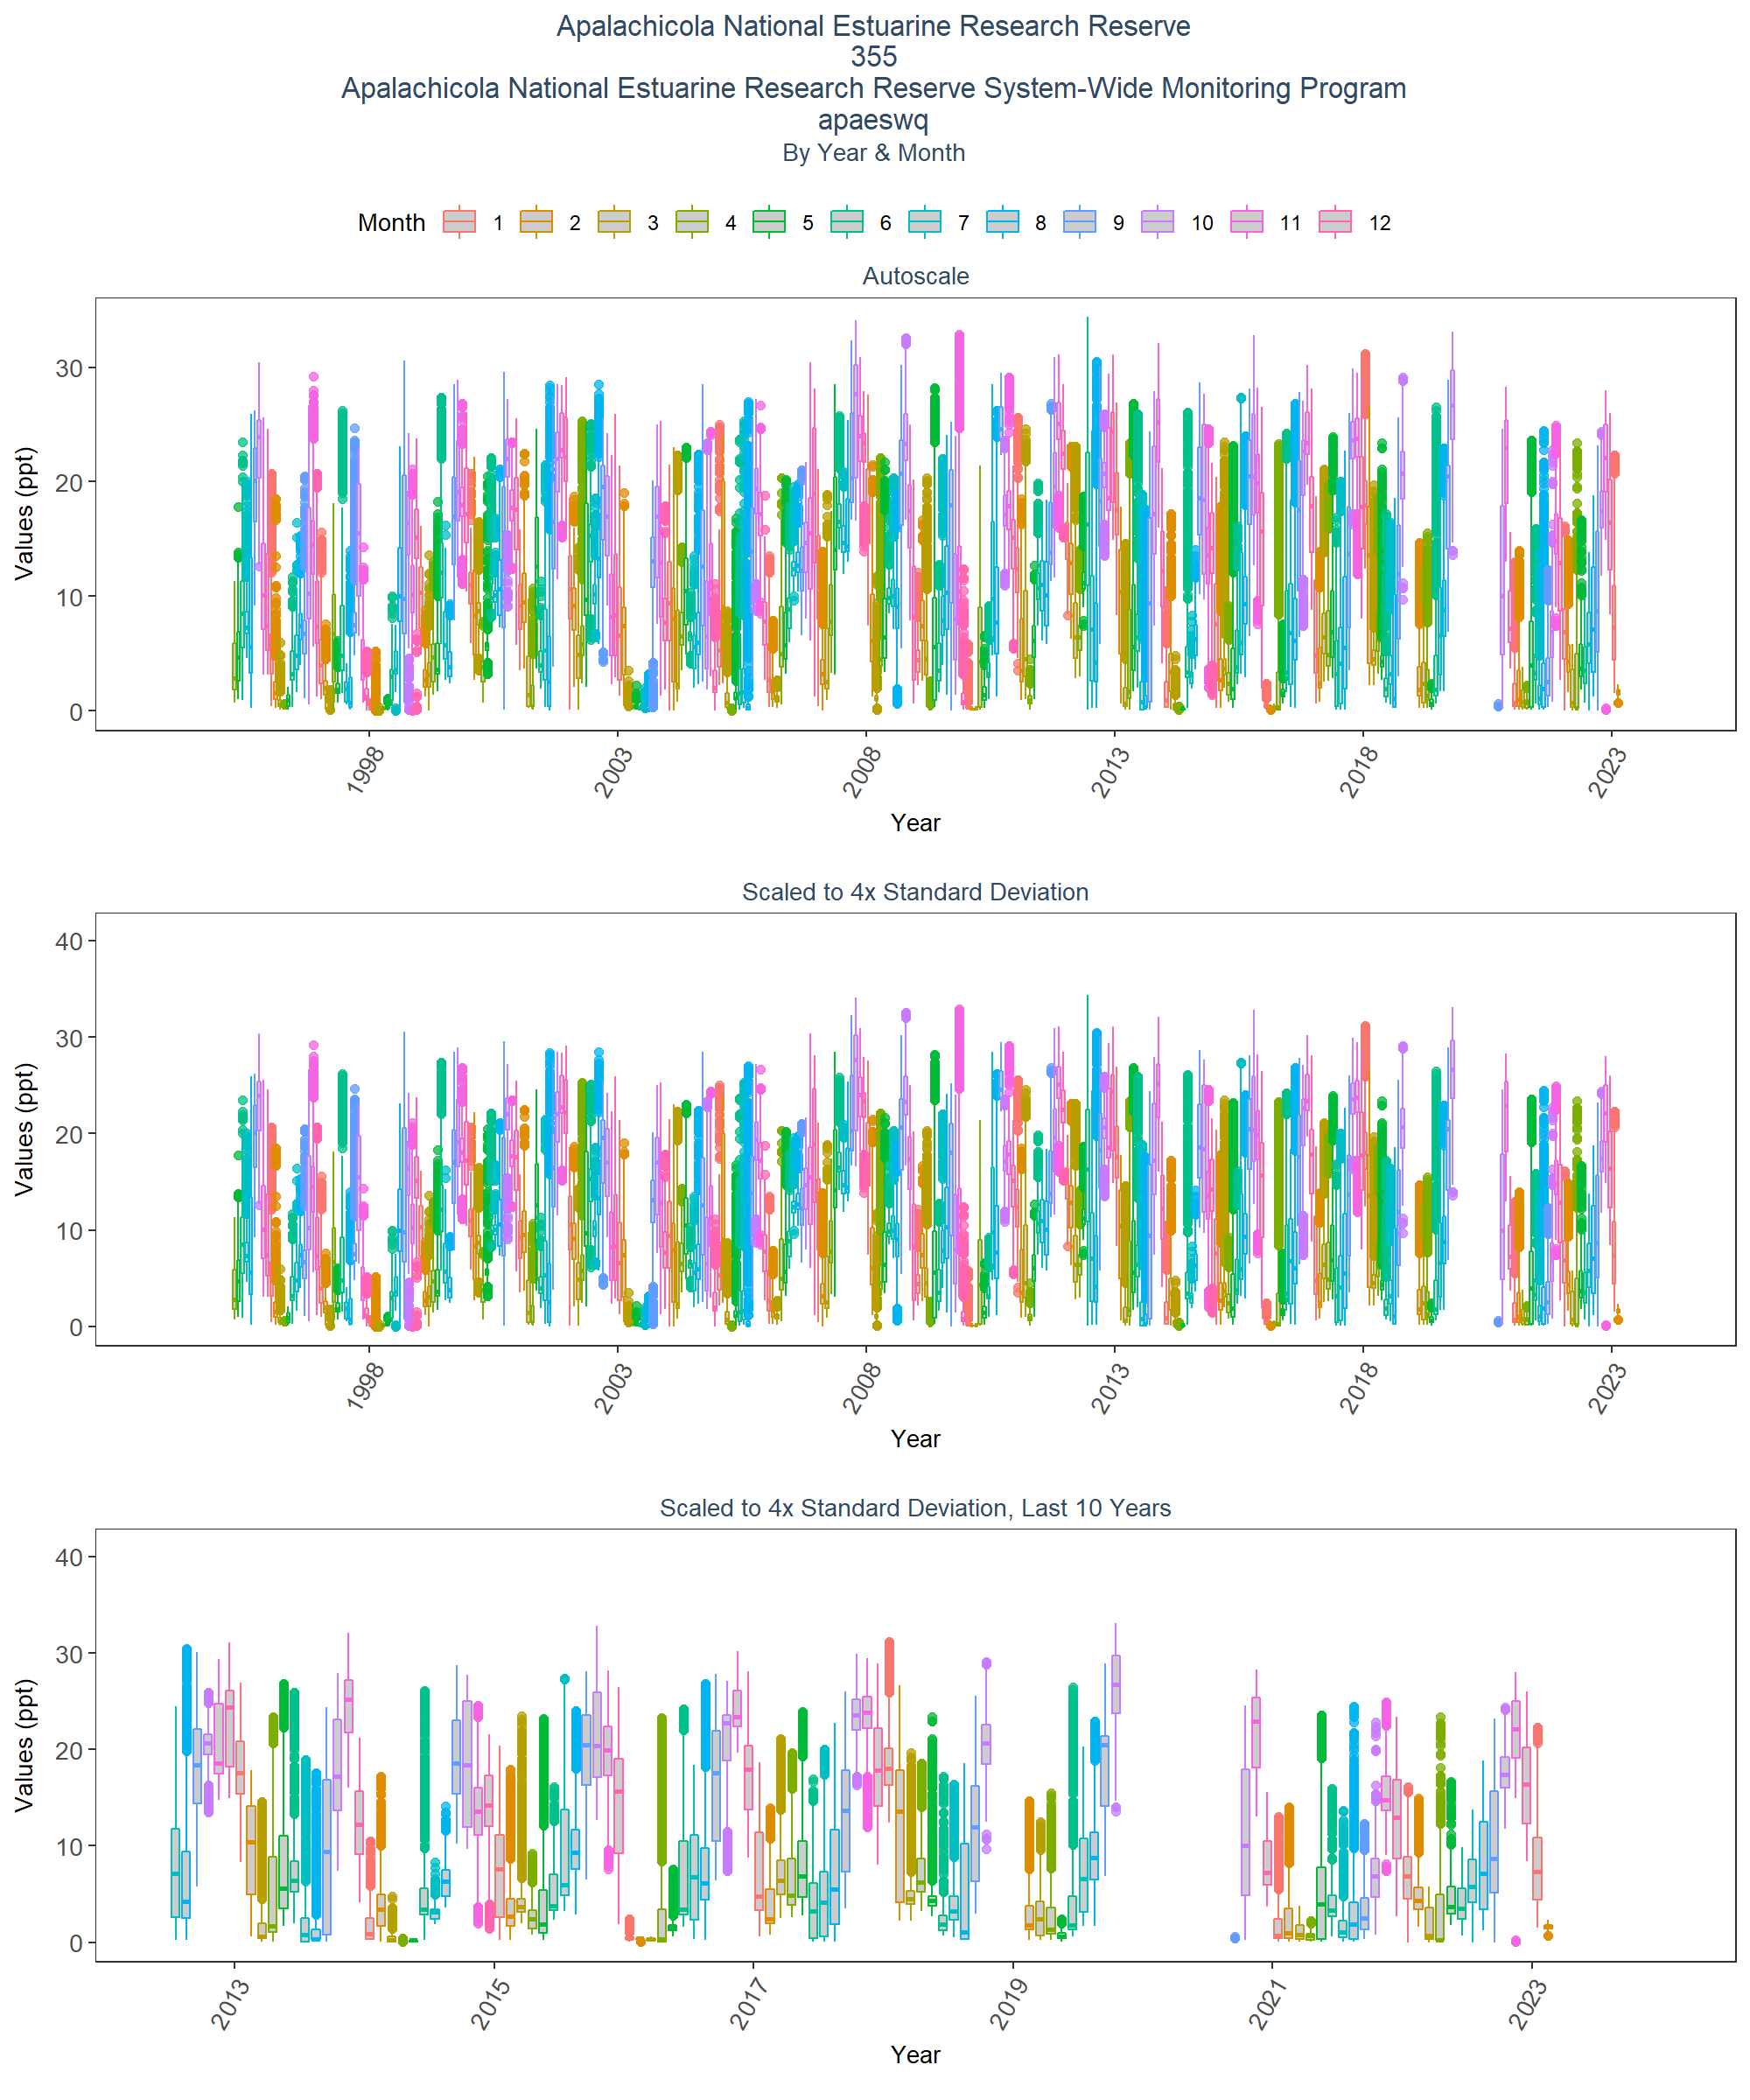 Apalachicola National Estuarine Research Reserve
355
Apalachicola National Estuarine Research Reserve System-Wide Monitoring Program
apaeswq
By Year & Month
Month 1 2 3 4 5 6 7 8 9 10 11 12
Autoscale
Values (ppt)
30
20
10
0
1998 2003 2008 2013 2018 2023
Year
Scaled to 4x Standard Deviation
Values (ppt)
40
30
20
10
0
1998 2003 2008 2013 2018 2023
Year
Scaled to 4x Standard Deviation, Last 10 Years
Values (ppt)
40
30
20
10
0
2013 2015 2017 2019 2021 2023
Year